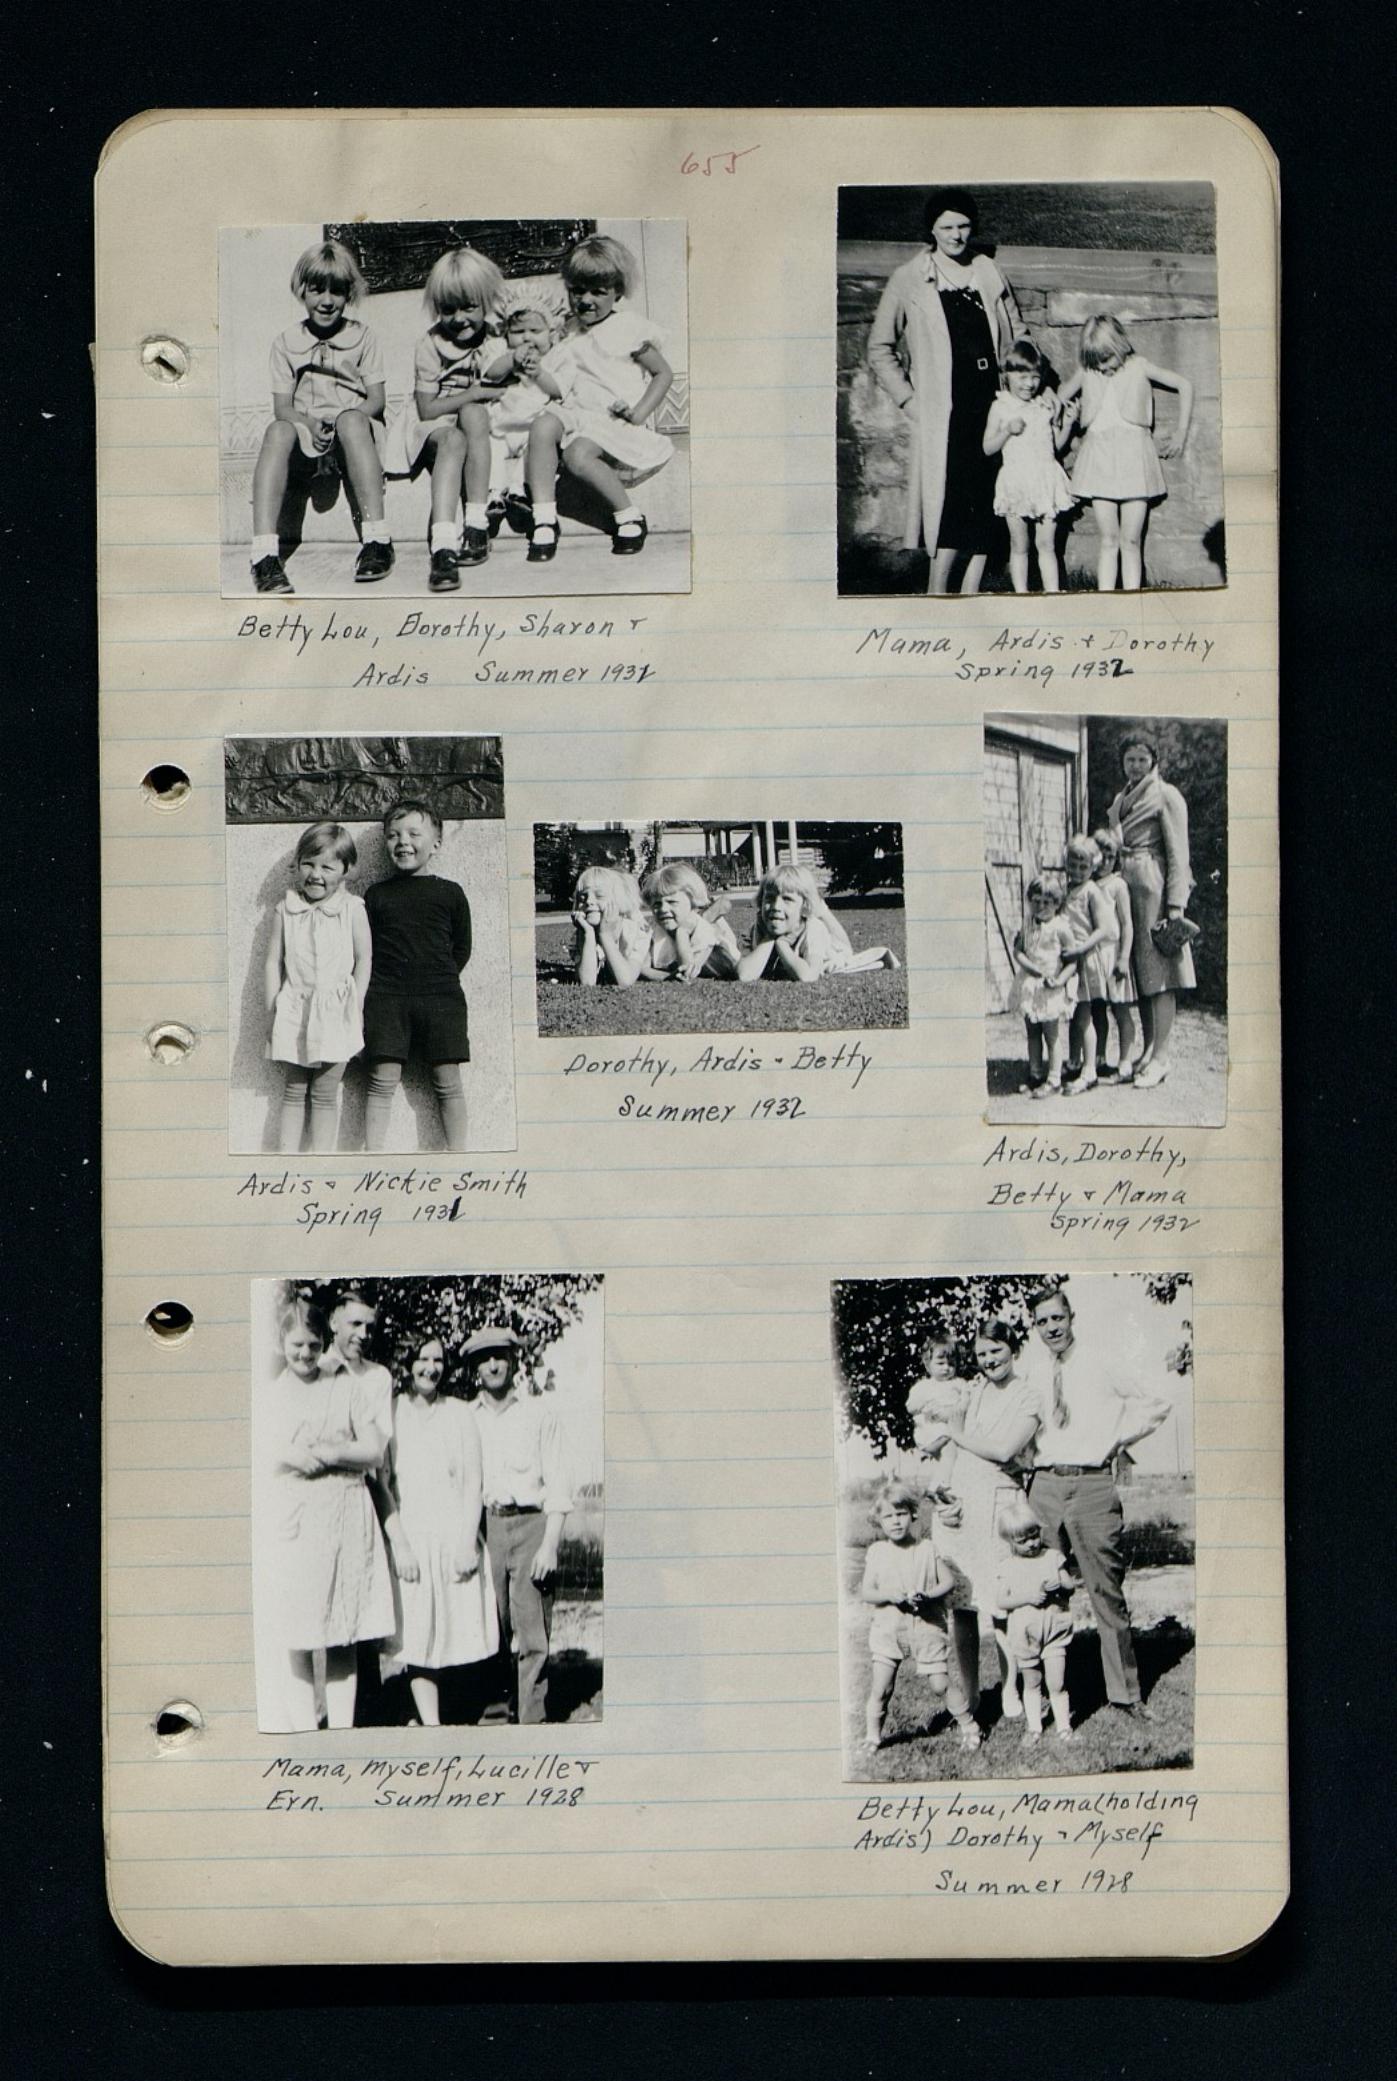 655
Betty Lou, Dorothy, Sharon &
Ardis Summer 1932
Mama, Ardis & Dorothy
Spring 1932
Dorothy, Ardis & Betty
Summer 1932
Ardis & Nickie Smith
Spring 1931
Ardis, Dorothy,
Betty & Mama
Spring 1932
Mama, Myself, Lucille &
Ern. Summer 1928
Betty Lou, Mama (holding
Ardis) Dorothy & Myself
Summer 1928